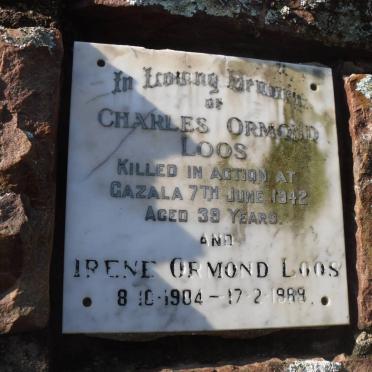 In Loving Memory
OF
CHARLES ORMOND
LOOS
KILLED IN ACTION AT
GAZALA 7TH JUNE 1942
AGED 39 YEARS.
AND
IRENE ORMOND LOOS
8·10·1904 – 17·2·1989.